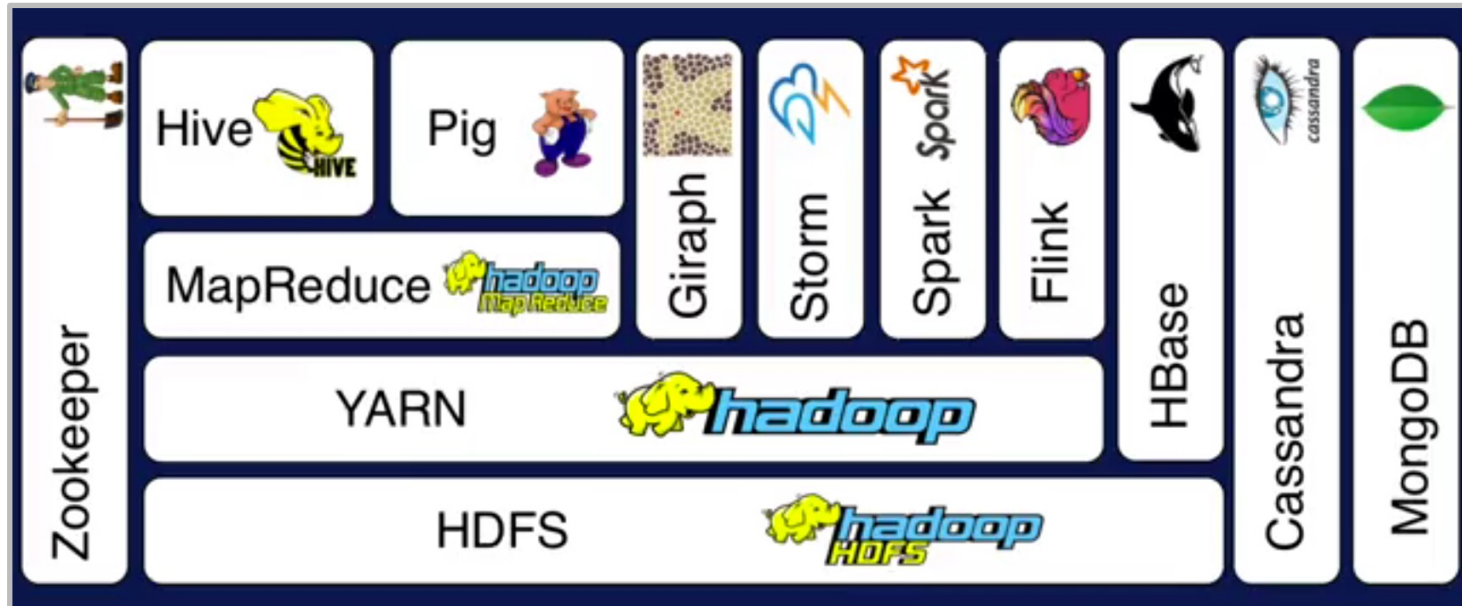 Zookeeper
Hive
HIVE
Pig
MapReduce
hadoop
Map Reduce
YARN
hadoop
HDFS
hadoop
HDFS
Giraph
Storm
Spark
Spark
Flink
HBase
cassandra
Cassandra
MongoDB